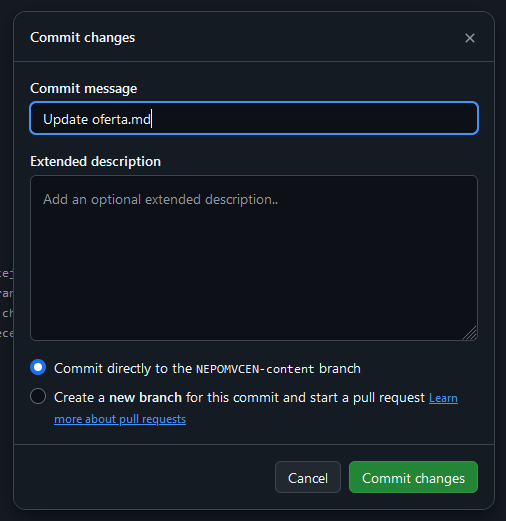 Commit changes
Commit message
Update oferta.md
Extended description
Add an optional extended description..
Commit directly to the NEPOMVCEN-content branch
Create a new branch for this commit and start a pull request Learn
more about pull requests
Cancel
Commit changes